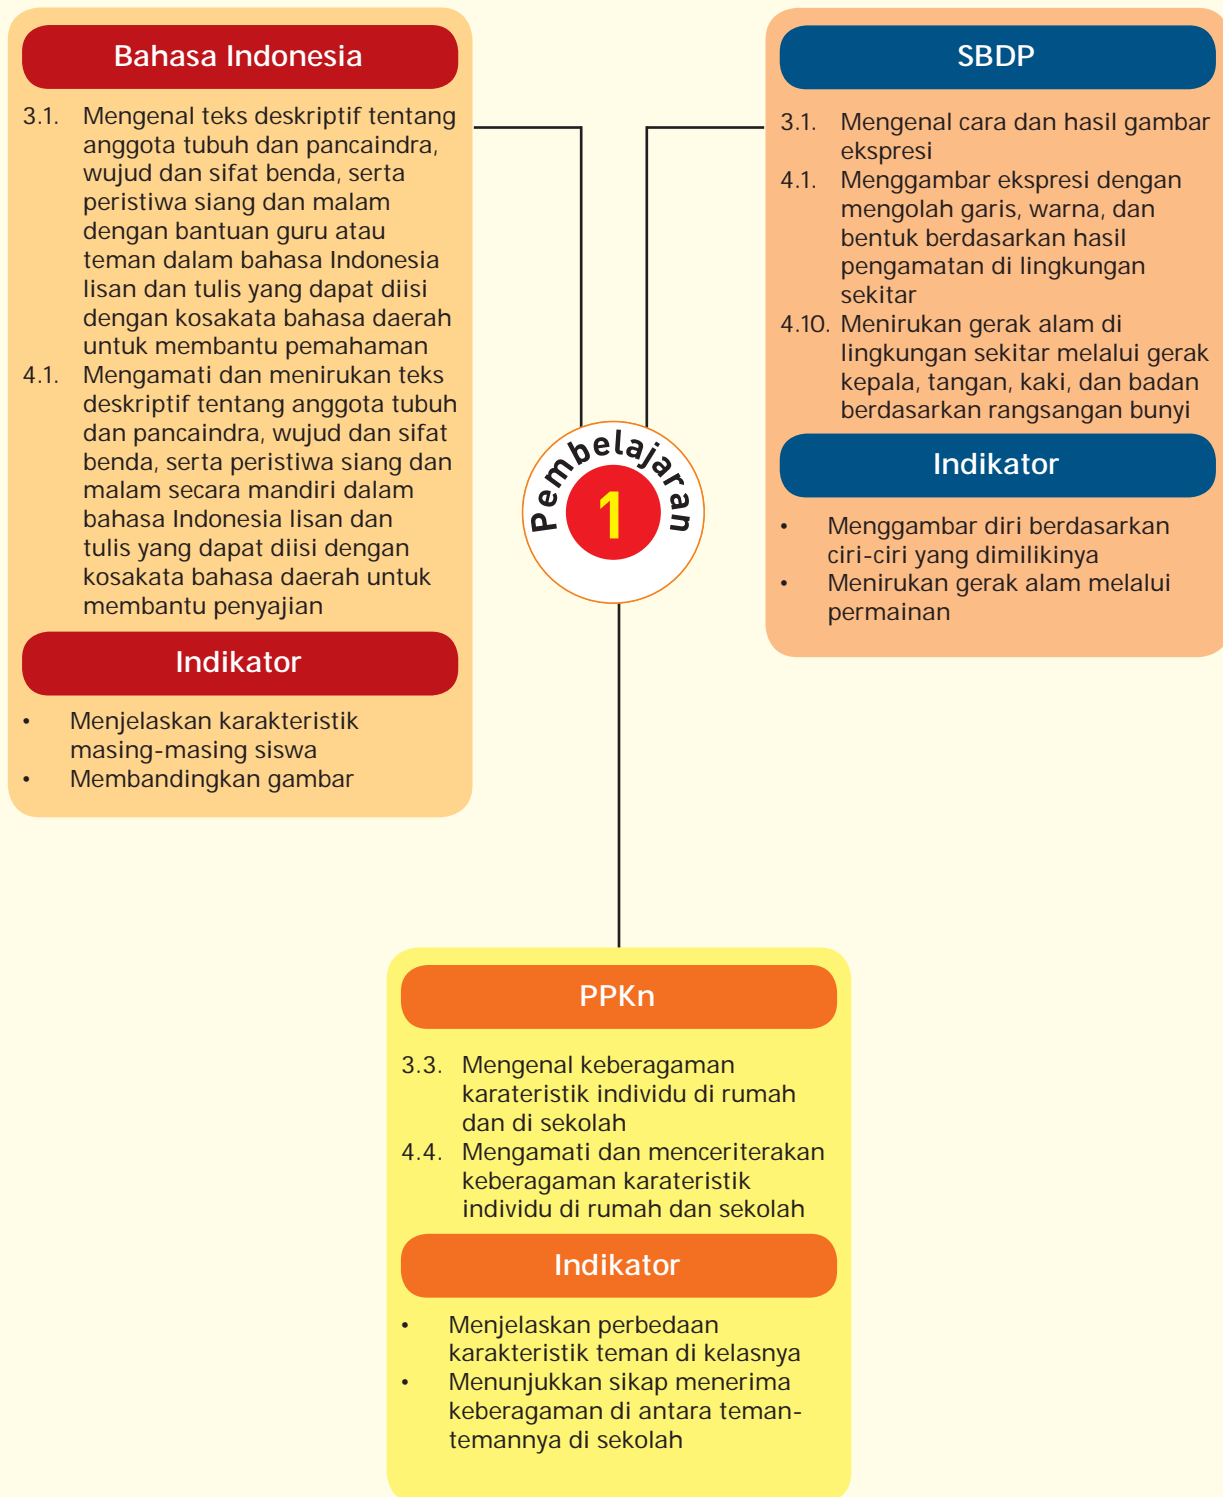 Bahasa Indonesia
3.1. Mengenal teks deskriptif tentang
anggota tubuh dan pancaindra,
wujud dan sifat benda, serta
peristiwa siang dan malam
dengan bantuan guru atau
teman dalam bahasa Indonesia
lisan dan tulis yang dapat diisi
dengan kosakata bahasa daerah
untuk membantu pemahaman
4.1. Mengamati dan menirukan teks
deskriptif tentang anggota tubuh
dan pancaindra, wujud dan sifat
benda, serta peristiwa siang dan
malam secara mandiri dalam
bahasa Indonesia lisan dan
tulis yang dapat diisi dengan
kosakata bahasa daerah untuk
membantu penyajian
Indikator
• Menjelaskan karakteristik
masing-masing siswa
• Membandingkan gambar
Pembelajaran
1
SBDP
3.1. Mengenal cara dan hasil gambar
ekspresi
4.1. Menggambar ekspresi dengan
mengolah garis, warna, dan
bentuk berdasarkan hasil
pengamatan di lingkungan
sekitar
4.10. Menirukan gerak alam di
lingkungan sekitar melalui gerak
kepala, tangan, kaki, dan badan
berdasarkan rangsangan bunyi
Indikator
• Menggambar diri berdasarkan
ciri-ciri yang dimilikinya
• Menirukan gerak alam melalui
permainan
PPKn
3.3. Mengenal keberagaman
karateristik individu di rumah
dan di sekolah
4.4. Mengamati dan menceriterakan
keberagaman karateristik
individu di rumah dan sekolah
Indikator
• Menjelaskan perbedaan
karakteristik teman di kelasnya
• Menunjukkan sikap menerima
keberagaman di antara teman-
temannya di sekolah